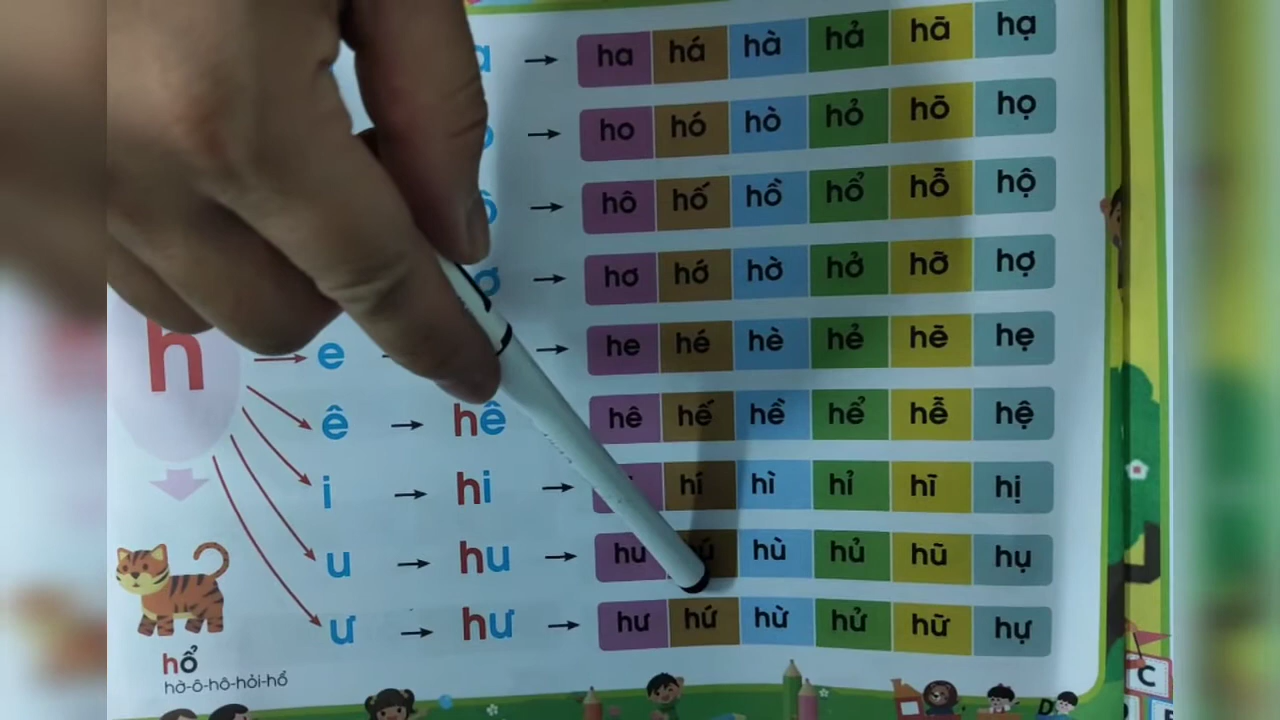 ha há hà hả hã hạ
ho hó hò hỏ hõ họ
hô hố hồ hổ hỗ hộ
hơ hớ hờ hở hỡ hợ
h e he hé hè hẻ hẽ hẹ
ê hê hê hế hề hể hễ hệ
i hi hí hì hỉ hĩ hị
u hu hu hù hủ hũ hụ
ư hư hư hứ hừ hử hữ hự
hổ
hờ-ô-hô-hỏi-hổ
C